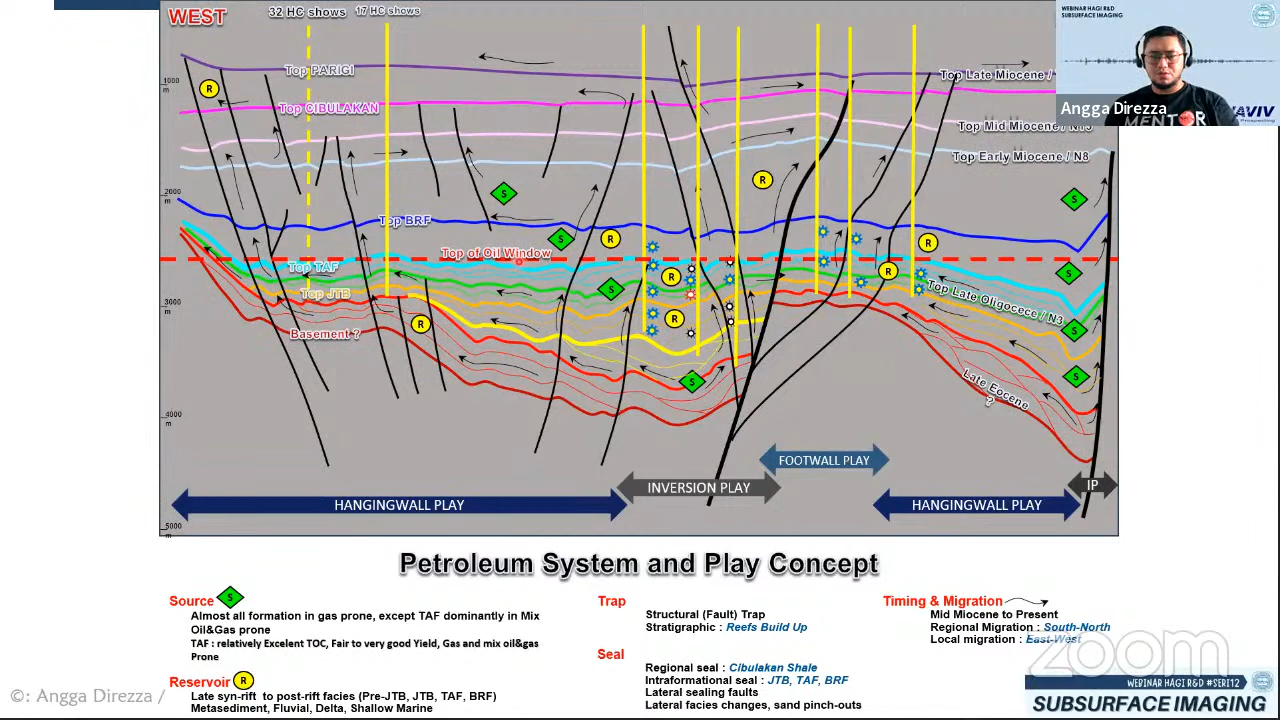 WEST
32 HC shows
17 HC shows
WEBINAR HAGI R&D
SUBSURFACE IMAGING
Angga Direzza
MENTOR
Top PARIGI
1000
m
Top Late Miocene /
Top CIBULAKAN
R
Top Mid Miocene /
Top Early Miocene / N8
2000
m
S
R
S
Top BRF
S
R
R
Top of Oil Window
Top TAF
R
R
S
Top JTB
S
Top Late Oligocece / N3
3000
m
R
R
S
Basement ?
S
S
Late Eocene
?
4000
m
FOOTWALL PLAY
INVERSION PLAY
IP
HANGINGWALL PLAY
HANGINGWALL PLAY
5000
m
Petroleum System and Play Concept
Source S
Almost all formation in gas prone, except TAF dominantly in Mix
Oil&Gas prone
TAF : relatively Excelent TOC, Fair to very good Yield, Gas and mix oil&gas
Prone
Reservoir R
Late syn-rift to post-rift facies (Pre-JTB, JTB, TAF, BRF)
Metasediment, Fluvial, Delta, Shallow Marine
Trap
Structural (Fault) Trap
Stratigraphic : Reefs Build Up
Seal
Regional seal : Cibulakan Shale
Intraformational seal : JTB, TAF, BRF
Lateral sealing faults
Lateral facies changes, sand pinch-outs
Timing & Migration
Mid Miocene to Present
Regional Migration : South-North
Local migration : East-West
zoom
WEBINAR HAGI R&D #SERI12
SUBSURFACE IMAGING
©: Angga Direzza /